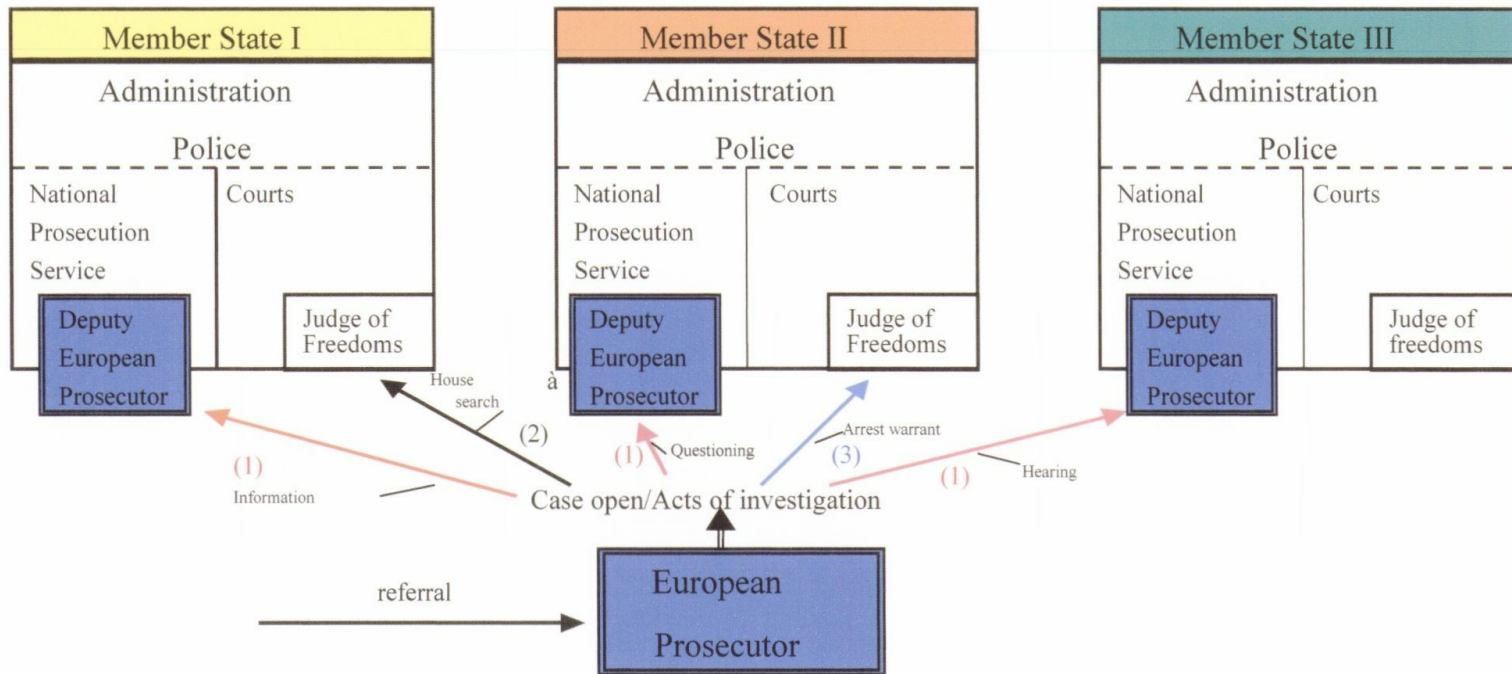 Member State I
Administration
Police
National
Prosecution
Service
Courts
Deputy
European
Prosecutor
Judge of
Freedoms
Member State II
Administration
Police
National
Prosecution
Service
Courts
à
Deputy
European
Prosecutor
Judge of
Freedoms
Member State III
Administration
Police
National
Prosecution
Service
Courts
Deputy
European
Prosecutor
Judge of
freedoms
(1)
Information
House
search
(2)
(1)
Questioning
Arrest warrant
(3)
(1)
Hearing
Case open/Acts of investigation
referral
European
Prosecutor